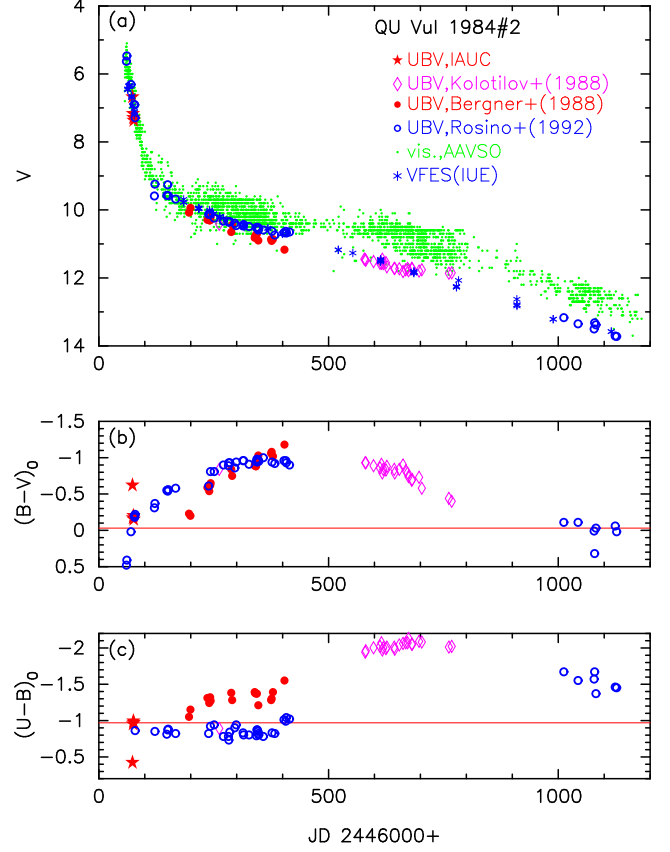 (a)
QU Vul 1984#2
UBV,IAUC
UBV,Kolotilov+(1988)
UBV,Bergner+(1988)
UBV,Rosino+(1992)
vis.,AAVSO
VFES(IUE)
4
6
8
10
12
14
V
0
500
1000
(b)
-1.5
-1
-0.5
0
0.5
(B-V)0
0
500
1000
(c)
-2
-1.5
-1
-0.5
(U-B)0
0
500
1000
JD 2446000+